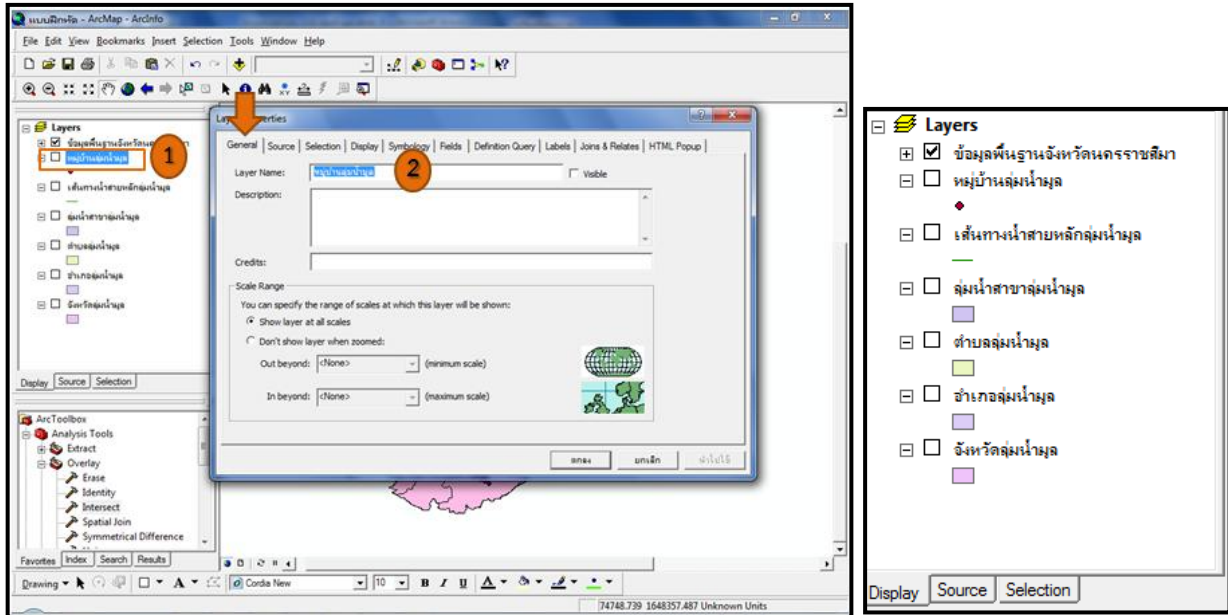 แบบฝึกหัด - ArcMap - ArcInfo
File Edit View Bookmarks Insert Selection Tools Window Help
Layers
ข้อมูลพื้นฐานจังหวัดนครราชสีมา
หมู่บ้านลุ่มน้ำมูล
1
เส้นทางน้ำสายหลักลุ่มน้ำมูล
ลุ่มน้ำสาขาลุ่มน้ำมูล
ตำบลลุ่มน้ำมูล
อำเภอลุ่มน้ำมูล
จังหวัดลุ่มน้ำมูล
Display Source Selection
ArcToolbox
Analysis Tools
Extract
Overlay
Erase
Identity
Intersect
Spatial Join
Symmetrical Difference
Favorites Index Search Results
General Source Selection Display Symbology Fields Definition Query Labels Joins & Relates HTML Popup
Layer Name: หมู่บ้านลุ่มน้ำมูล 2 Visible
Description:
Credits:
Scale Range
You can specify the range of scales at which this layer will be shown:
Show layer at all scales
Don't show layer when zoomed:
Out beyond: <None> (minimum scale)
In beyond: <None> (maximum scale)
ตกลง ยกเลิก นำไปใช้
Drawing A Cordia New 10 B I U A
74748.739 1648357.487 Unknown Units
Layers
ข้อมูลพื้นฐานจังหวัดนครราชสีมา
หมู่บ้านลุ่มน้ำมูล
เส้นทางน้ำสายหลักลุ่มน้ำมูล
ลุ่มน้ำสาขาลุ่มน้ำมูล
ตำบลลุ่มน้ำมูล
อำเภอลุ่มน้ำมูล
จังหวัดลุ่มน้ำมูล
Display Source Selection